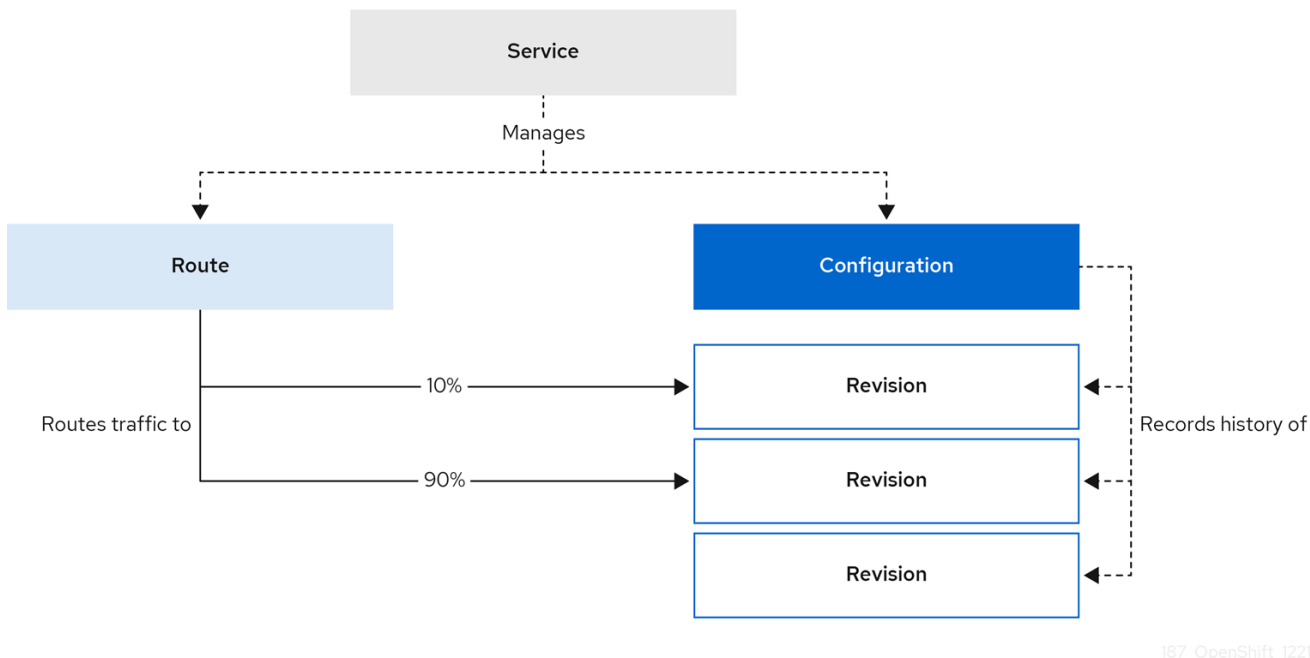 Service
Manages
Route
Configuration
10%
Revision
Routes traffic to
Records history of
90%
Revision
Revision
187_OpenShift_1221